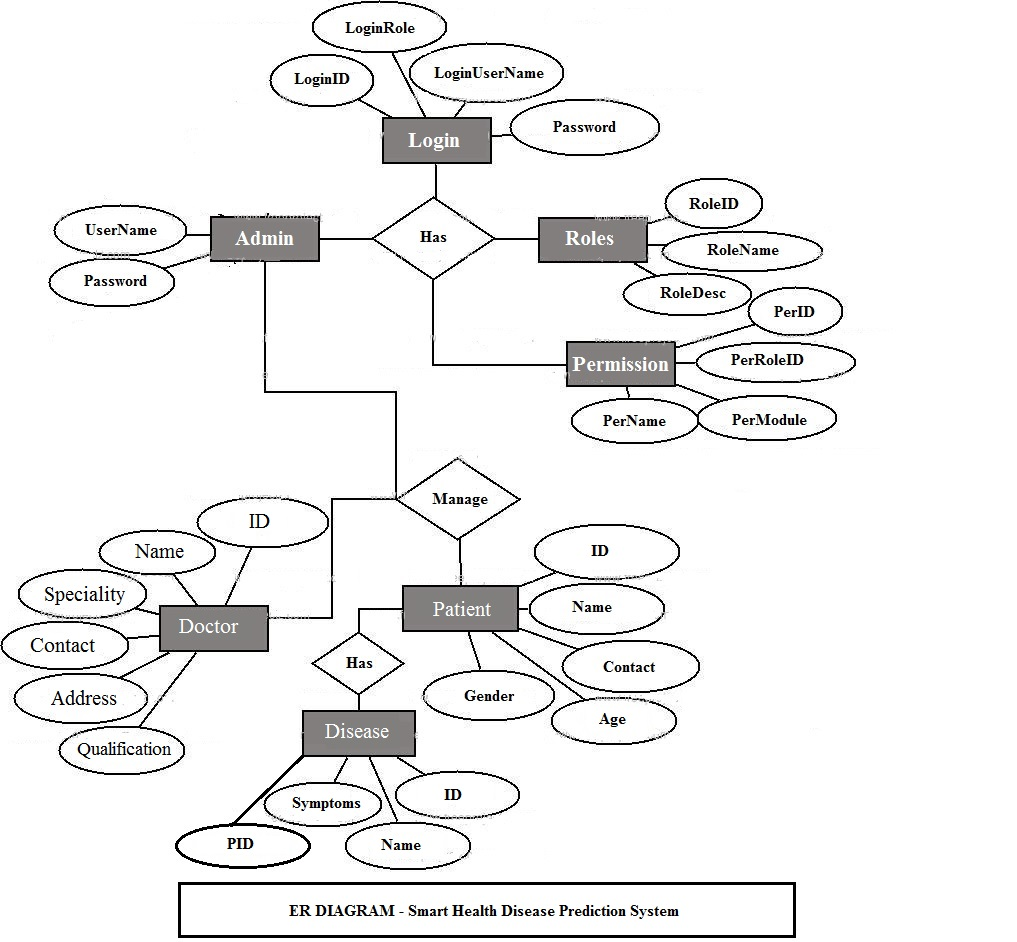 LoginRole
LoginID
LoginUserName
Password
Login
UserName
Password
Admin
Has
Roles
RoleID
RoleName
RoleDesc
PerID
Permission
PerRoleID
PerName
PerModule
Manage
ID
Name
Speciality
Contact
Address
Qualification
Doctor
Patient
ID
Name
Contact
Age
Gender
Has
Disease
Symptoms
ID
PID
Name
ER DIAGRAM - Smart Health Disease Prediction System